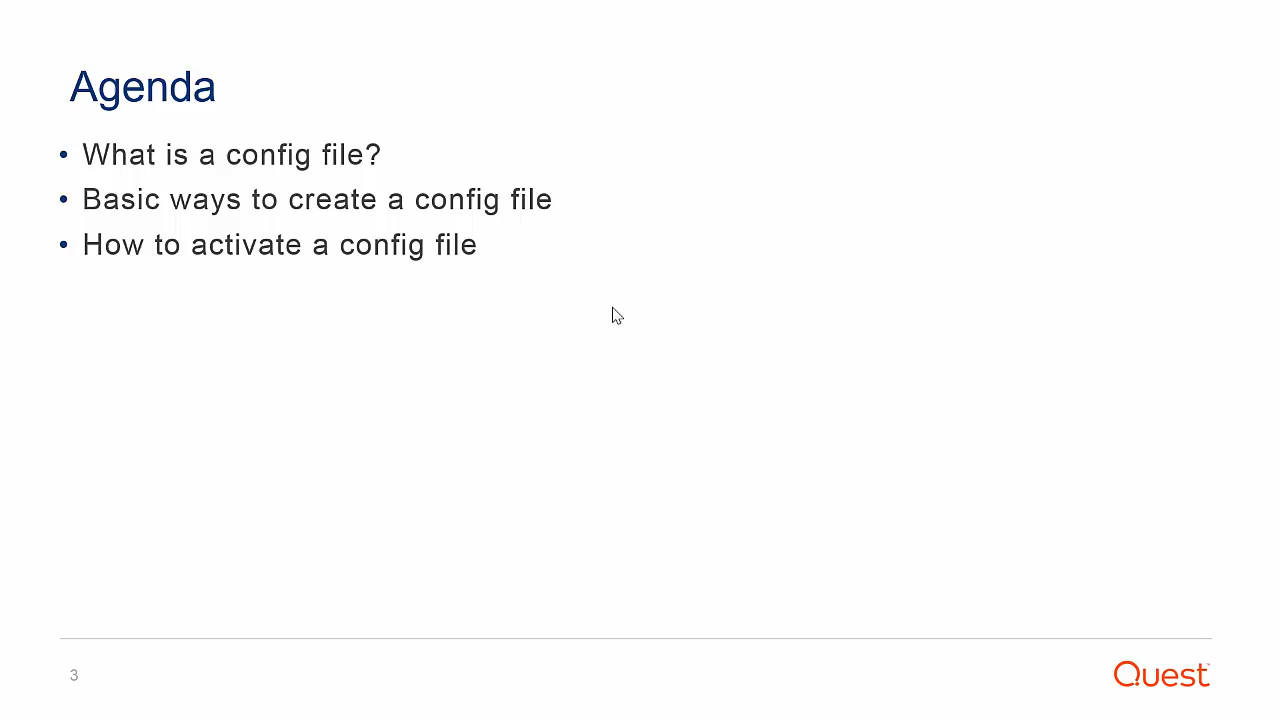 Agenda
• What is a config file?
• Basic ways to create a config file
• How to activate a config file
3
Quest